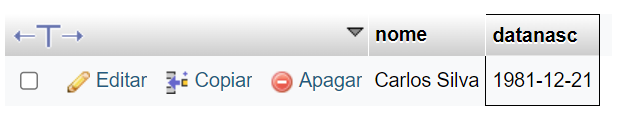 nome datanasc
Editar Copiar Apagar Carlos Silva 1981-12-21